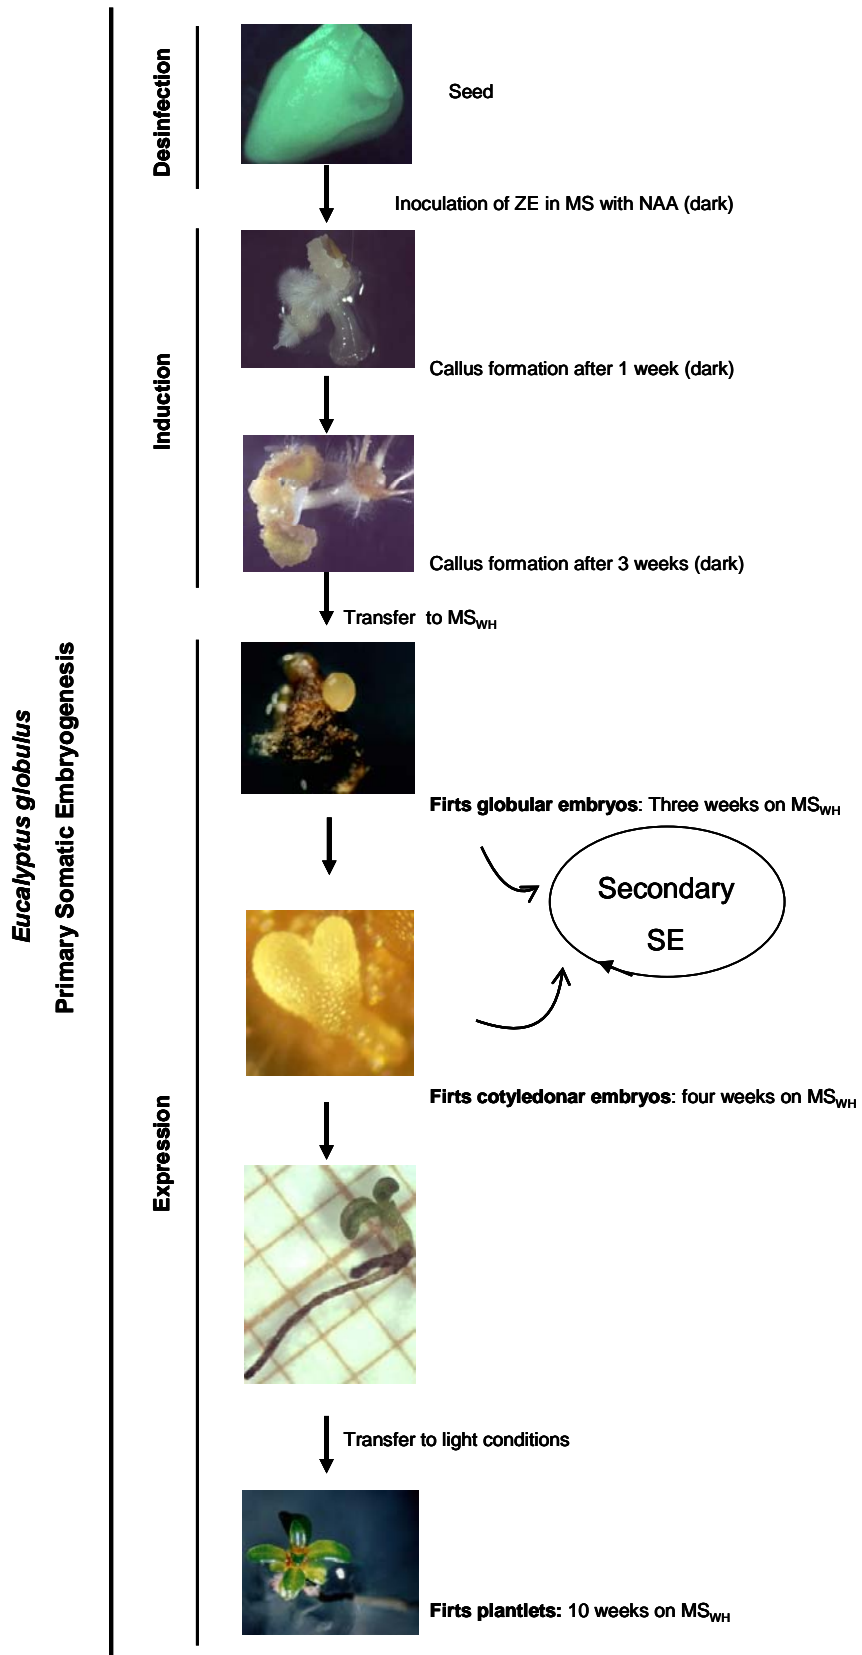 Eucalyptus globulus
Primary Somatic Embryogenesis
Desinfection
Seed
Inoculation of ZE in MS with NAA (dark)
Induction
Callus formation after 1 week (dark)
Callus formation after 3 weeks (dark)
Transfer to MSWH
Expression
Firts globular embryos: Three weeks on MSWH
Secondary
SE
Firts cotyledonar embryos: four weeks on MSWH
Transfer to light conditions
Firts plantlets: 10 weeks on MSWH